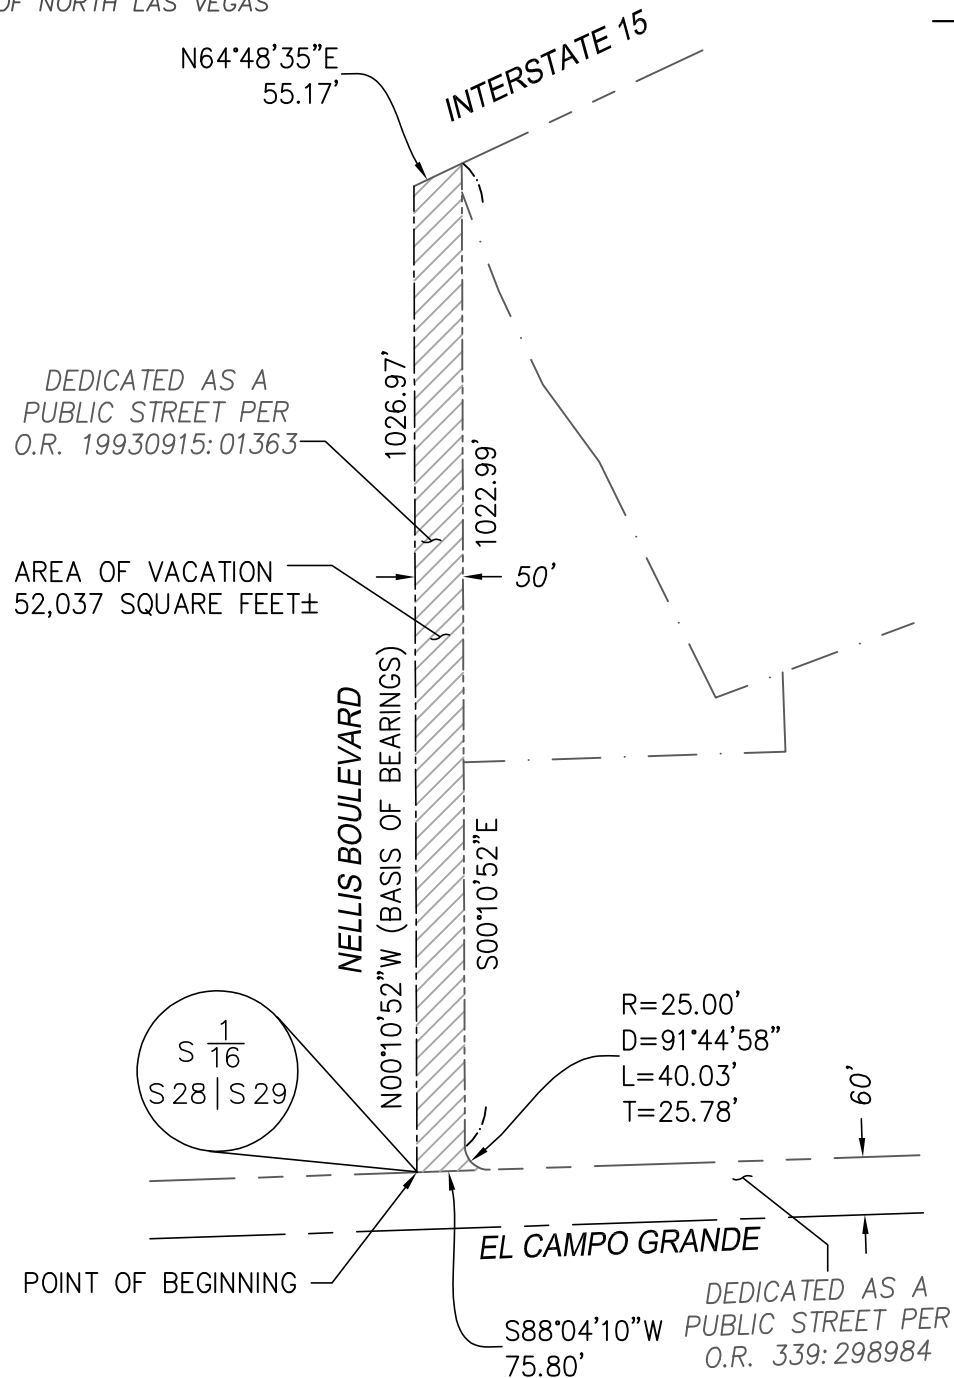 OF NORTH LAS VEGAS
N64°48'35"E
55.17'
INTERSTATE 15
DEDICATED AS A
PUBLIC STREET PER
O.R. 19930915:01363
1026.97'
1022.99'
AREA OF VACATION
52,037 SQUARE FEET±
50'
NELLIS BOULEVARD
N00°10'52"W (BASIS OF BEARINGS)
S00°10'52"E
S 1/16
S 28 | S 29
R=25.00'
D=91°44'58"
L=40.03'
T=25.78'
60'
EL CAMPO GRANDE
POINT OF BEGINNING
S88°04'10"W
75.80'
DEDICATED AS A
PUBLIC STREET PER
O.R. 339:298984